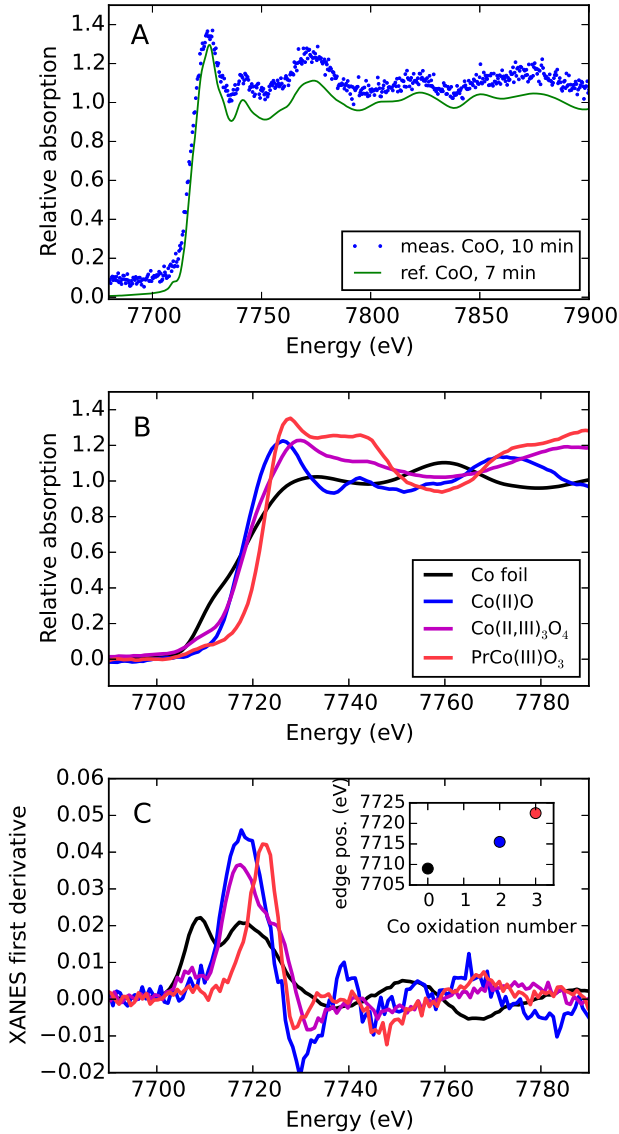 A
1.4
1.2
1.0
0.8
0.6
0.4
0.2
0.0
Relative absorption
meas. CoO, 10 min
ref. CoO, 7 min
7700 7750 7800 7850 7900
Energy (eV)
B
1.4
1.2
1.0
0.8
0.6
0.4
0.2
0.0
Relative absorption
Co foil
Co(II)O
Co(II,III)₃O₄
PrCo(III)O₃
7700 7720 7740 7760 7780
Energy (eV)
C
0.06
0.05
0.04
0.03
0.02
0.01
0.00
−0.01
−0.02
XANES first derivative
7725
7720
7715
7710
7705
edge pos. (eV)
0 1 2 3
Co oxidation number
7700 7720 7740 7760 7780
Energy (eV)